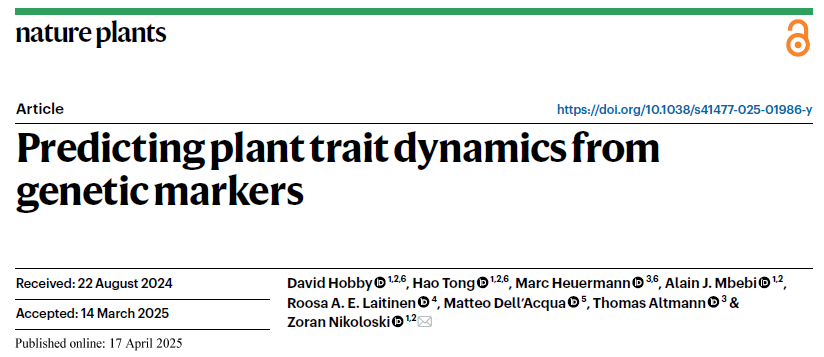 nature plants
Article
https://doi.org/10.1038/s41477-025-01986-y
Predicting plant trait dynamics from
genetic markers
Received: 22 August 2024
Accepted: 14 March 2025
Published online: 17 April 2025
David Hobby 1,2,6, Hao Tong 1,2,6, Marc Heuermann 3,6, Alain J. Mbebi 1,2,
Roosa A. E. Laitinen 4, Matteo Dell’Acqua 5, Thomas Altmann 3 &
Zoran Nikoloski 1,2